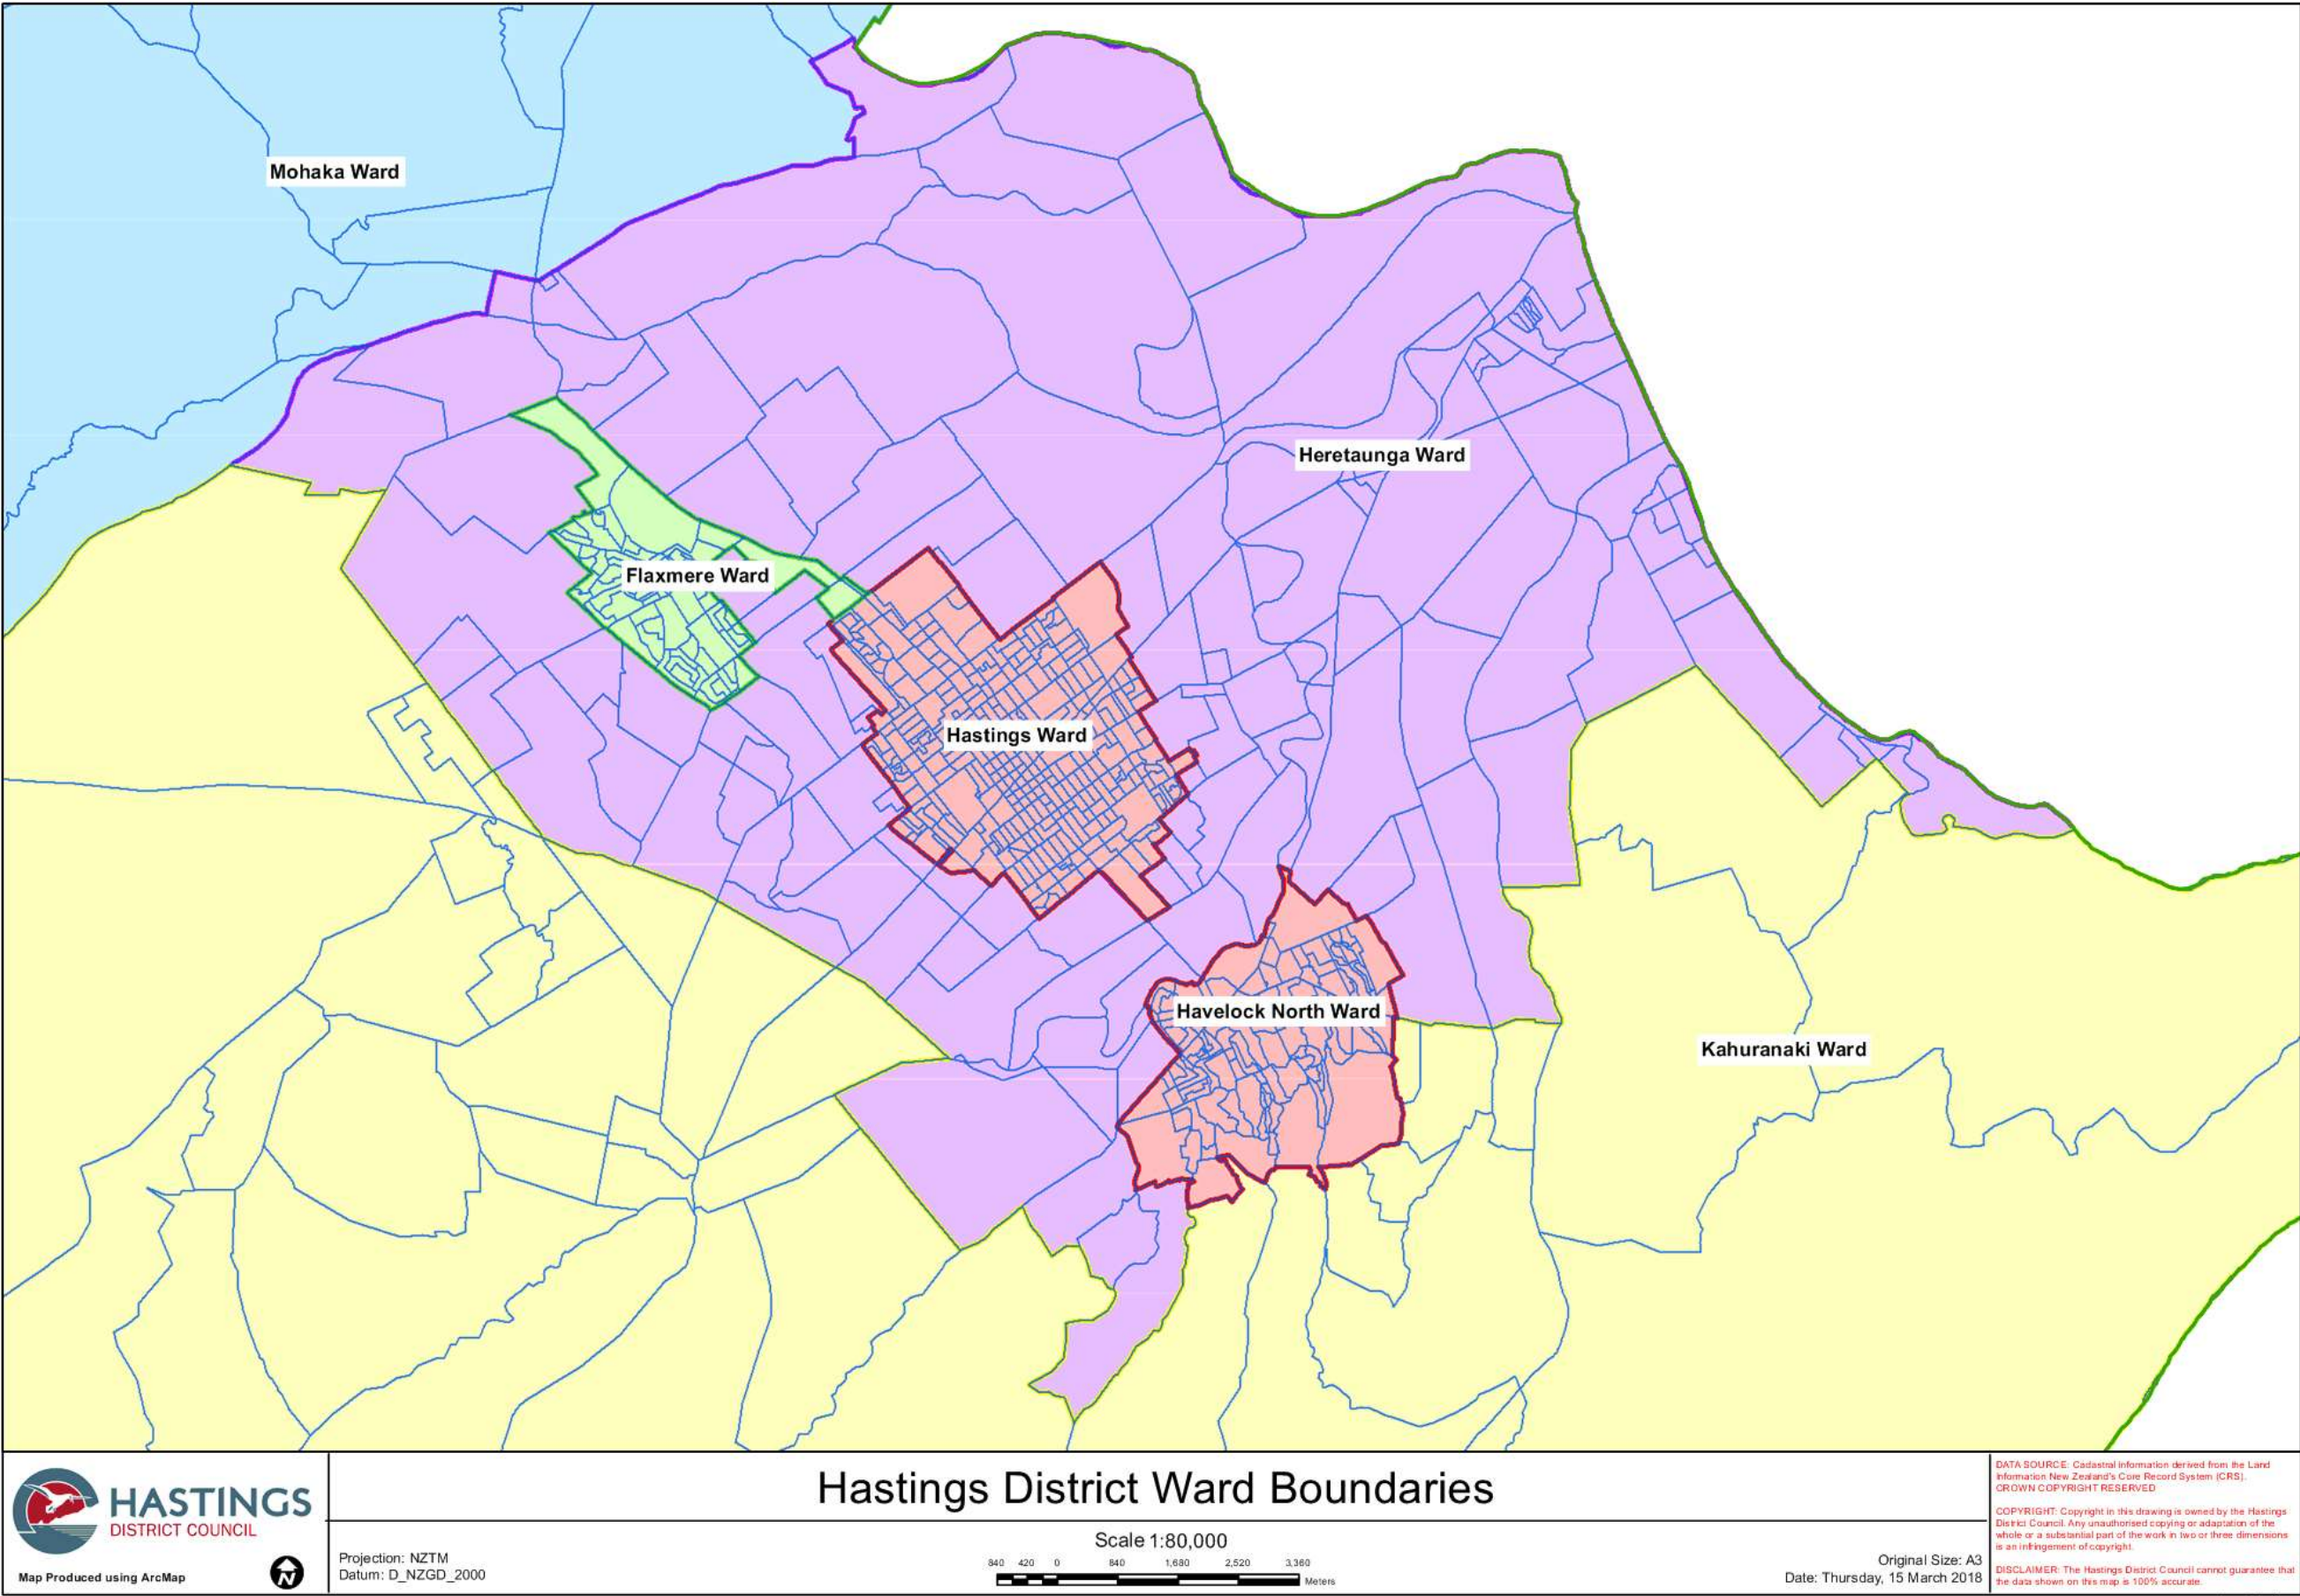 Mohaka Ward
Heretaunga Ward
Flaxmere Ward
Hastings Ward
Havelock North Ward
Kahuranaki Ward
HASTINGS
DISTRICT COUNCIL
Map Produced using ArcMap
N
Hastings District Ward Boundaries
Projection: NZTM
Datum: D_NZGD_2000
Scale 1:80,000
840 420 0 840 1,680 2,520 3,360
Meters
Original Size: A3
Date: Thursday, 15 March 2018
DATA SOURCE: Cadastral information derived from the Land
Information New Zealand's Core Record System (CRS).
CROWN COPYRIGHT RESERVED
COPYRIGHT: Copyright in this drawing is owned by the Hastings
District Council. Any unauthorised copying or adaptation of the
whole or a substantial part of the work in two or three dimensions
is an infringement of copyright.
DISCLAIMER: The Hastings District Council cannot guarantee that
the data shown on this map is 100% accurate.